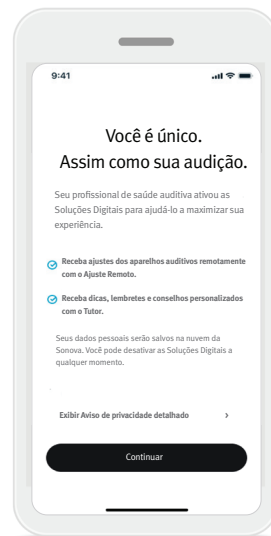 9:41
Você é único.
Assim como sua audição.
Seu profissional de saúde auditiva ativou as
Soluções Digitais para ajudá-lo a maximizar sua
experiência.
Receba ajustes dos aparelhos auditivos remotamente
com o Ajuste Remoto.
Receba dicas, lembretes e conselhos personalizados
com o Tutor.
Seus dados pessoais serão salvos na nuvem da
Sonova. Você pode desativar as Soluções Digitais a
qualquer momento.
Exibir Aviso de privacidade detalhado
Continuar